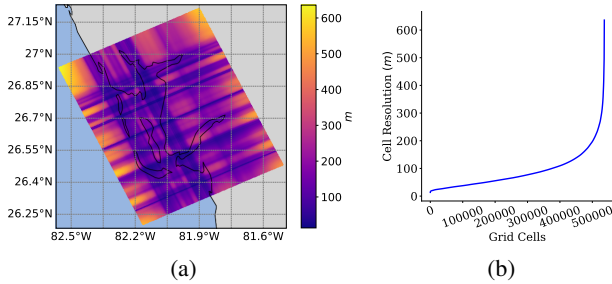 27.15°N
27°N
26.85°N
26.7°N
26.55°N
26.4°N
26.25°N
82.5°W 82.2°W 81.9°W 81.6°W
600
500
400
300
200
100
m
(a)
Cell Resolution (m)
600
500
400
300
200
100
0
0 100000 200000 300000 400000 500000
Grid Cells
(b)